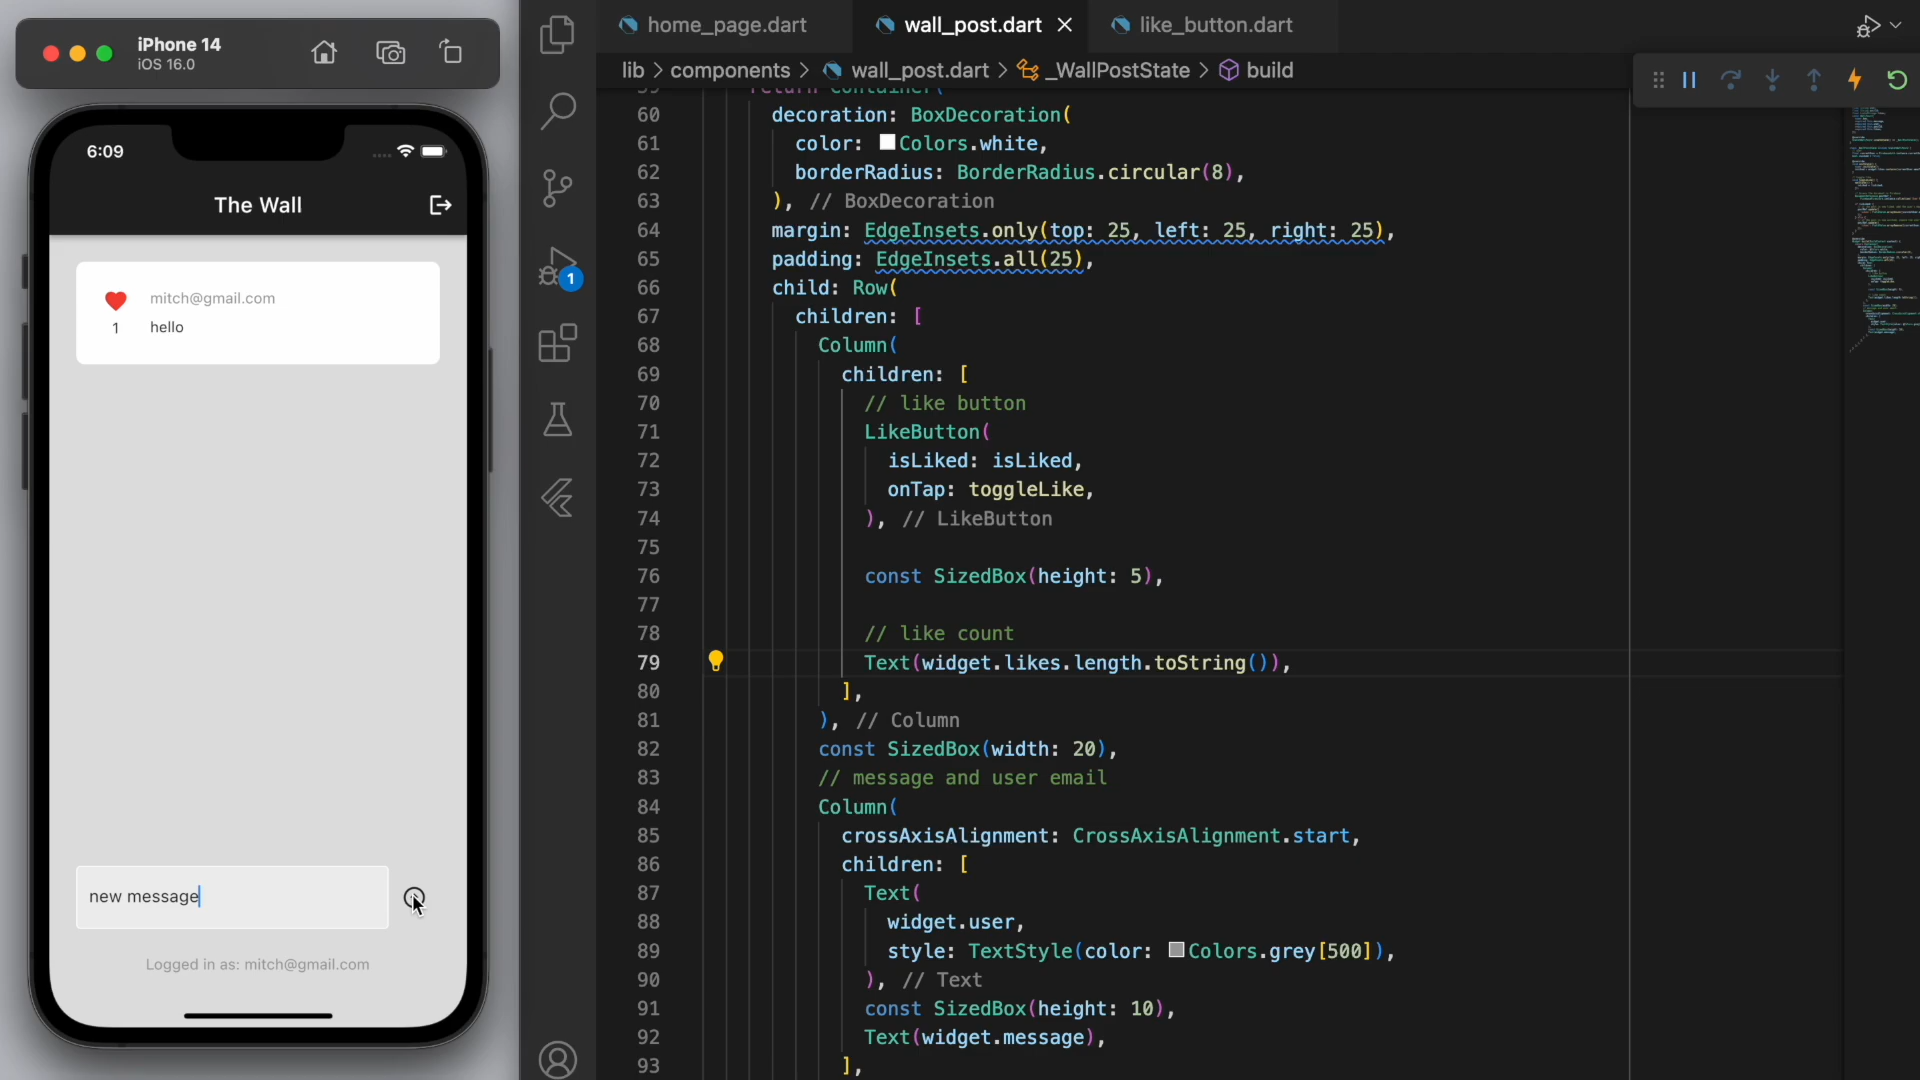 iPhone 14
iOS 16.0
6:09
The Wall
mitch@gmail.com
1
hello
new message
Logged in as: mitch@gmail.com
1
home_page.dart
wall_post.dart
like_button.dart
lib > components > wall_post.dart > _WallPostState > build
59 return Container(
60 decoration: BoxDecoration(
61 color: Colors.white,
62 borderRadius: BorderRadius.circular(8),
63 ), // BoxDecoration
64 margin: EdgeInsets.only(top: 25, left: 25, right: 25),
65 padding: EdgeInsets.all(25),
66 child: Row(
67 children: [
68 Column(
69 children: [
70 // like button
71 LikeButton(
72 isLiked: isLiked,
73 onTap: toggleLike,
74 ), // LikeButton
75
76 const SizedBox(height: 5),
77
78 // like count
79 Text(widget.likes.length.toString()),
80 ],
81 ), // Column
82 const SizedBox(width: 20),
83 // message and user email
84 Column(
85 crossAxisAlignment: CrossAxisAlignment.start,
86 children: [
87 Text(
88 widget.user,
89 style: TextStyle(color: Colors.grey[500]),
90 ), // Text
91 const SizedBox(height: 10),
92 Text(widget.message),
93 ],